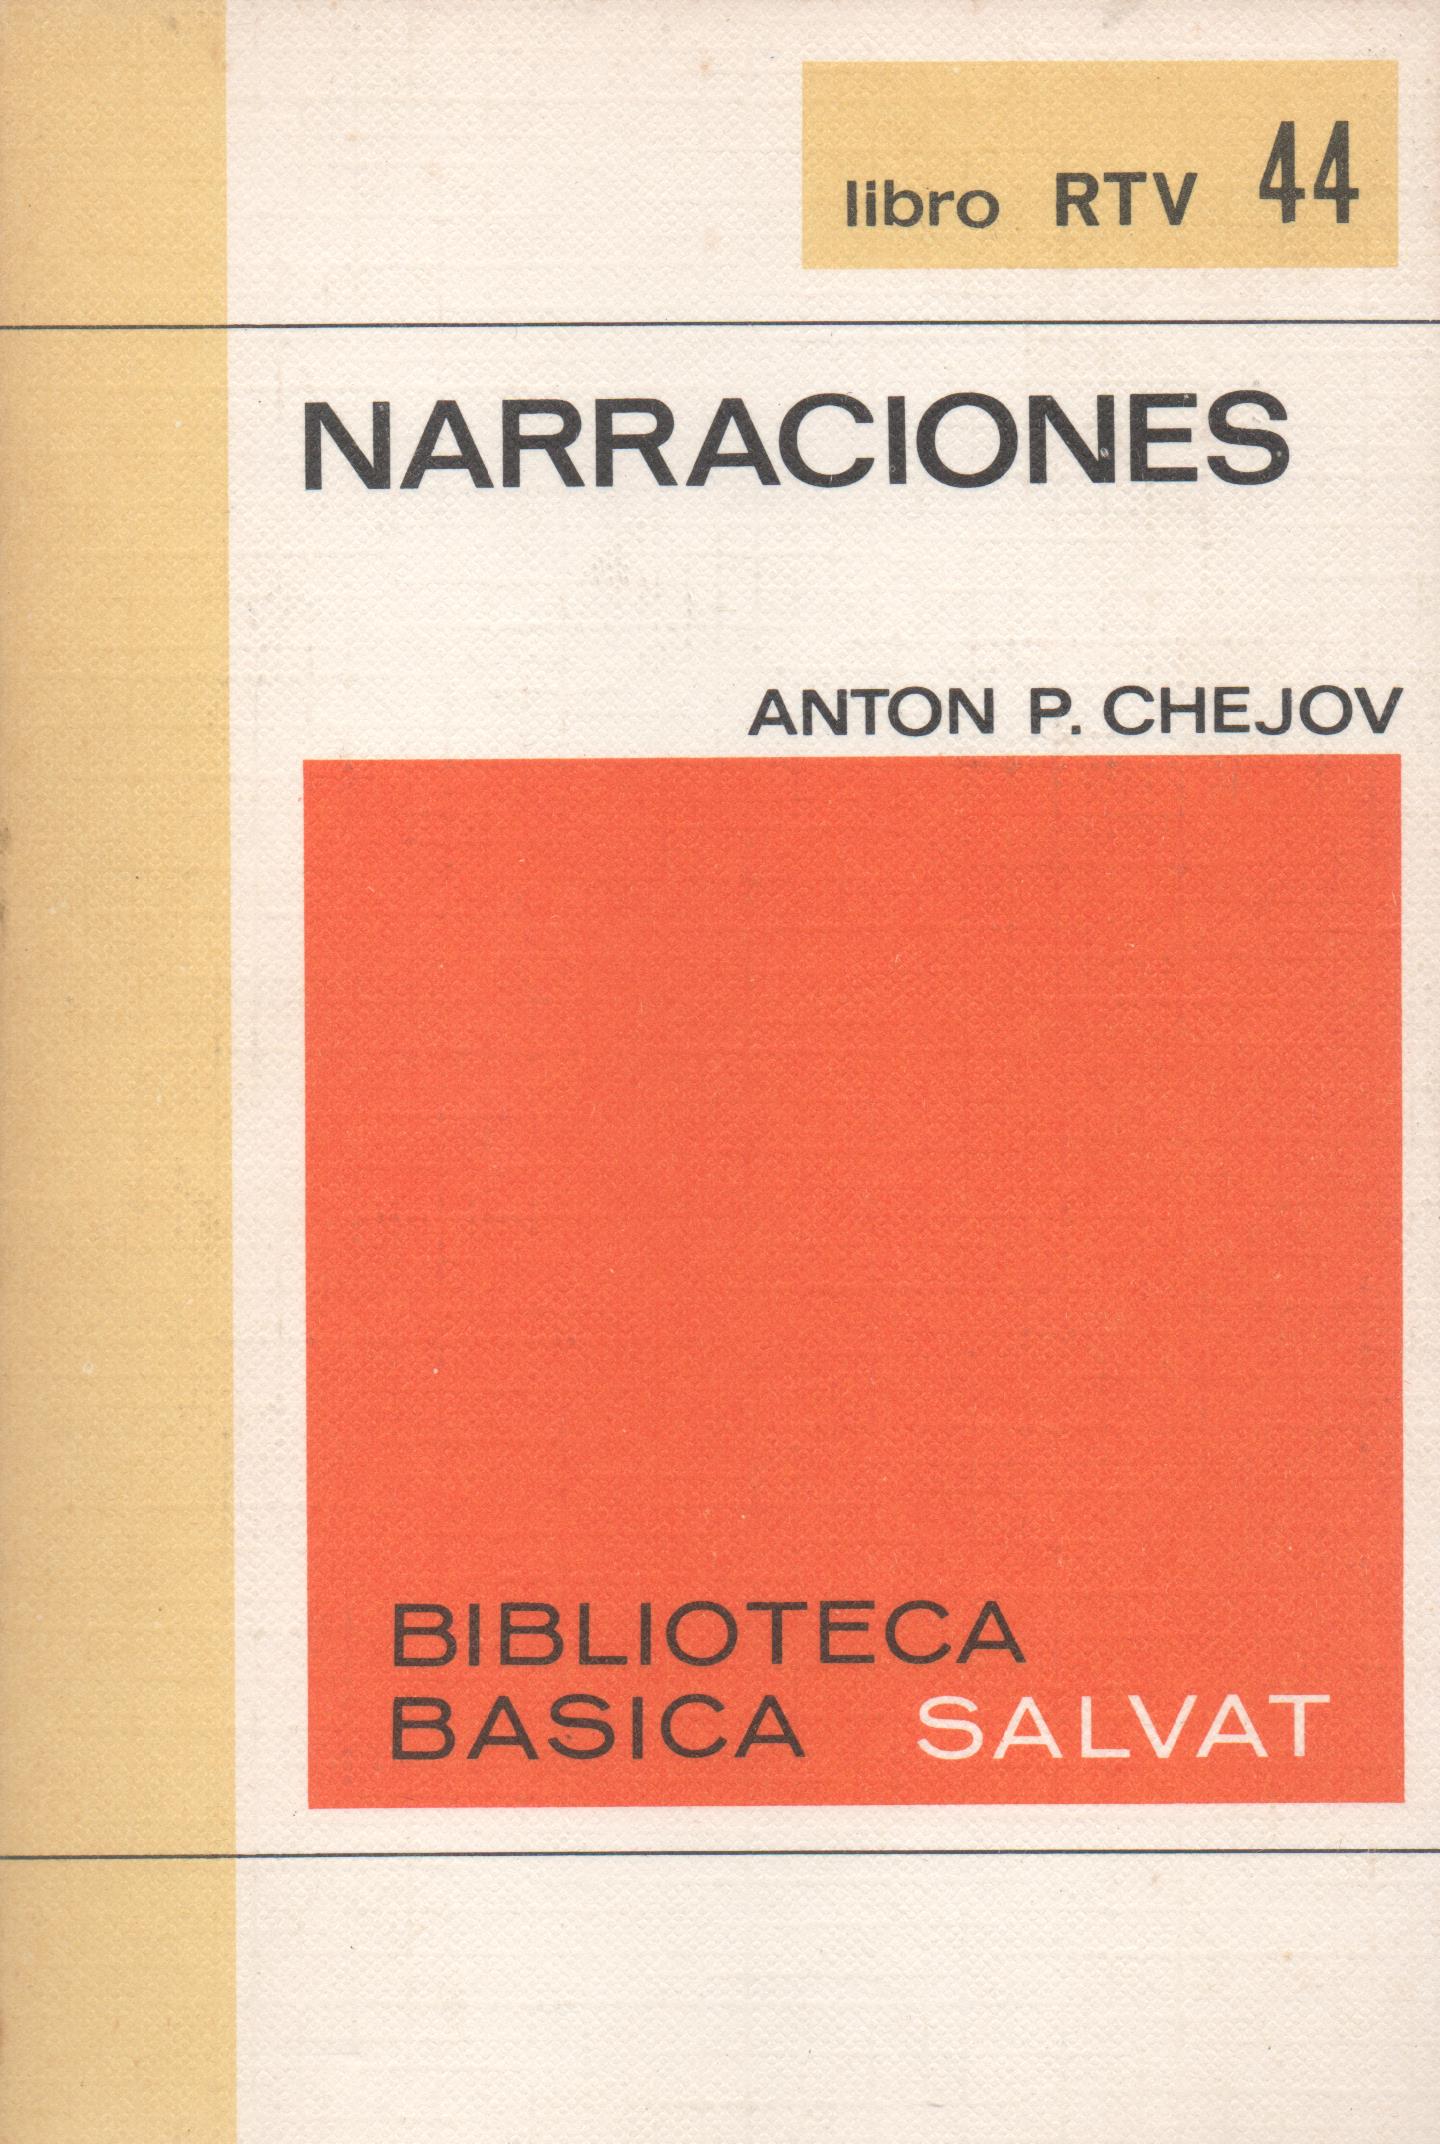 libro RTV 44
NARRACIONES
ANTON P. CHEJOV
BIBLIOTECA
BASICA SALVAT